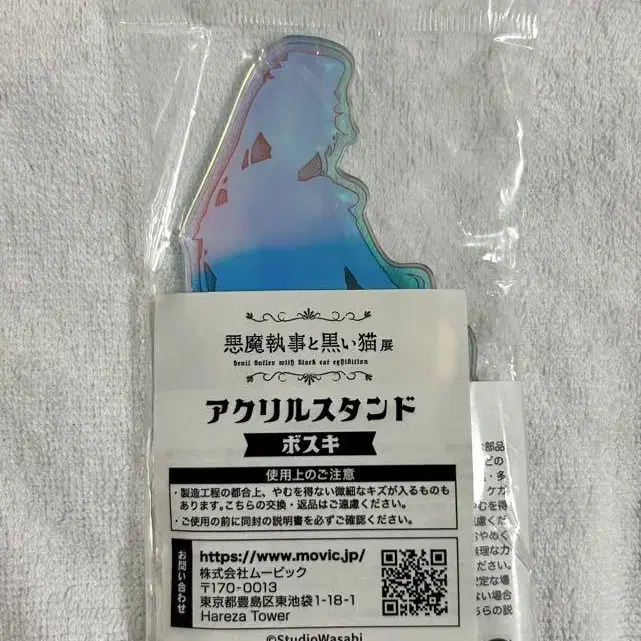 悪魔執事と黒い猫展
Devil Butler with Black cat exhibition
アクリルスタンド
ボスキ
使用上のご注意
・製造工程の都合上、やむを得ない微細なキズが入るものも
あります。こちらの交換・返品はご遠慮ください。
・ご使用の前に同封の説明書を必ずご確認ください。
お問い合わせ
https://www.movic.jp/
株式会社ムービック
〒170-0013
東京都豊島区東池袋1-18-1
Hareza Tower
©StudioWasabi